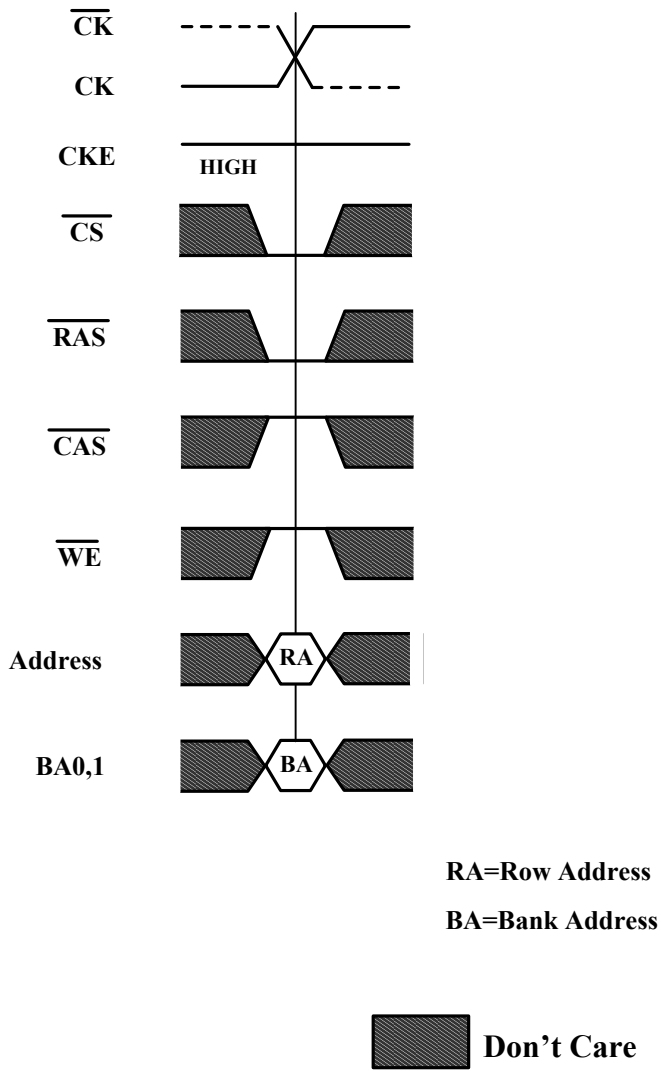 CK
CK
CKE
HIGH
CS
RAS
CAS
WE
Address
RA
BA0,1
BA
RA=Row Address
BA=Bank Address
Don’t Care